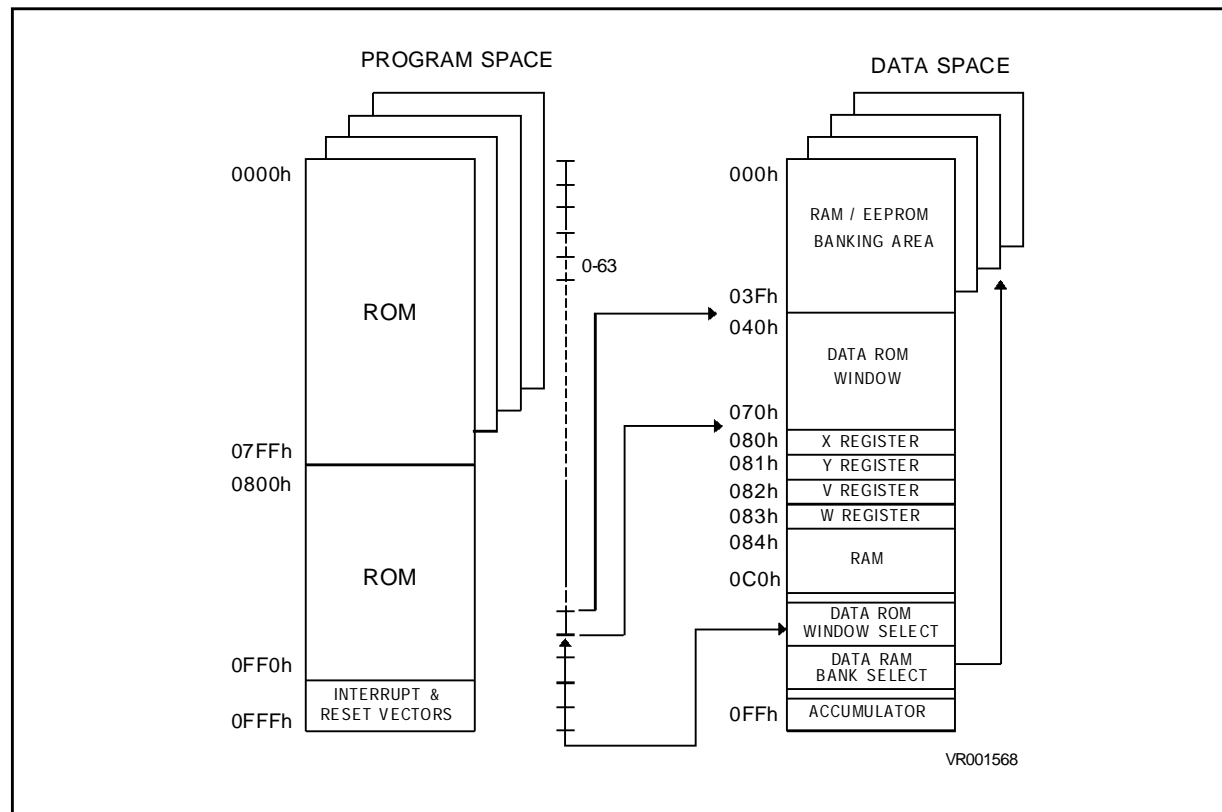 PROGRAM SPACE
0000h
ROM
07FFh
0800h
ROM
0FF0h
INTERRUPT &
RESET VECTORS
0FFFh
0-63
DATA SPACE
000h
RAM / EEPROM
BANKING AREA
03Fh
040h
DATA ROM
WINDOW
070h
080h
X REGISTER
081h
Y REGISTER
082h
V REGISTER
083h
W REGISTER
084h
RAM
0C0h
DATA ROM
WINDOW SELECT
DATA RAM
BANK SELECT
0FFh
ACCUMULATOR
VR001568